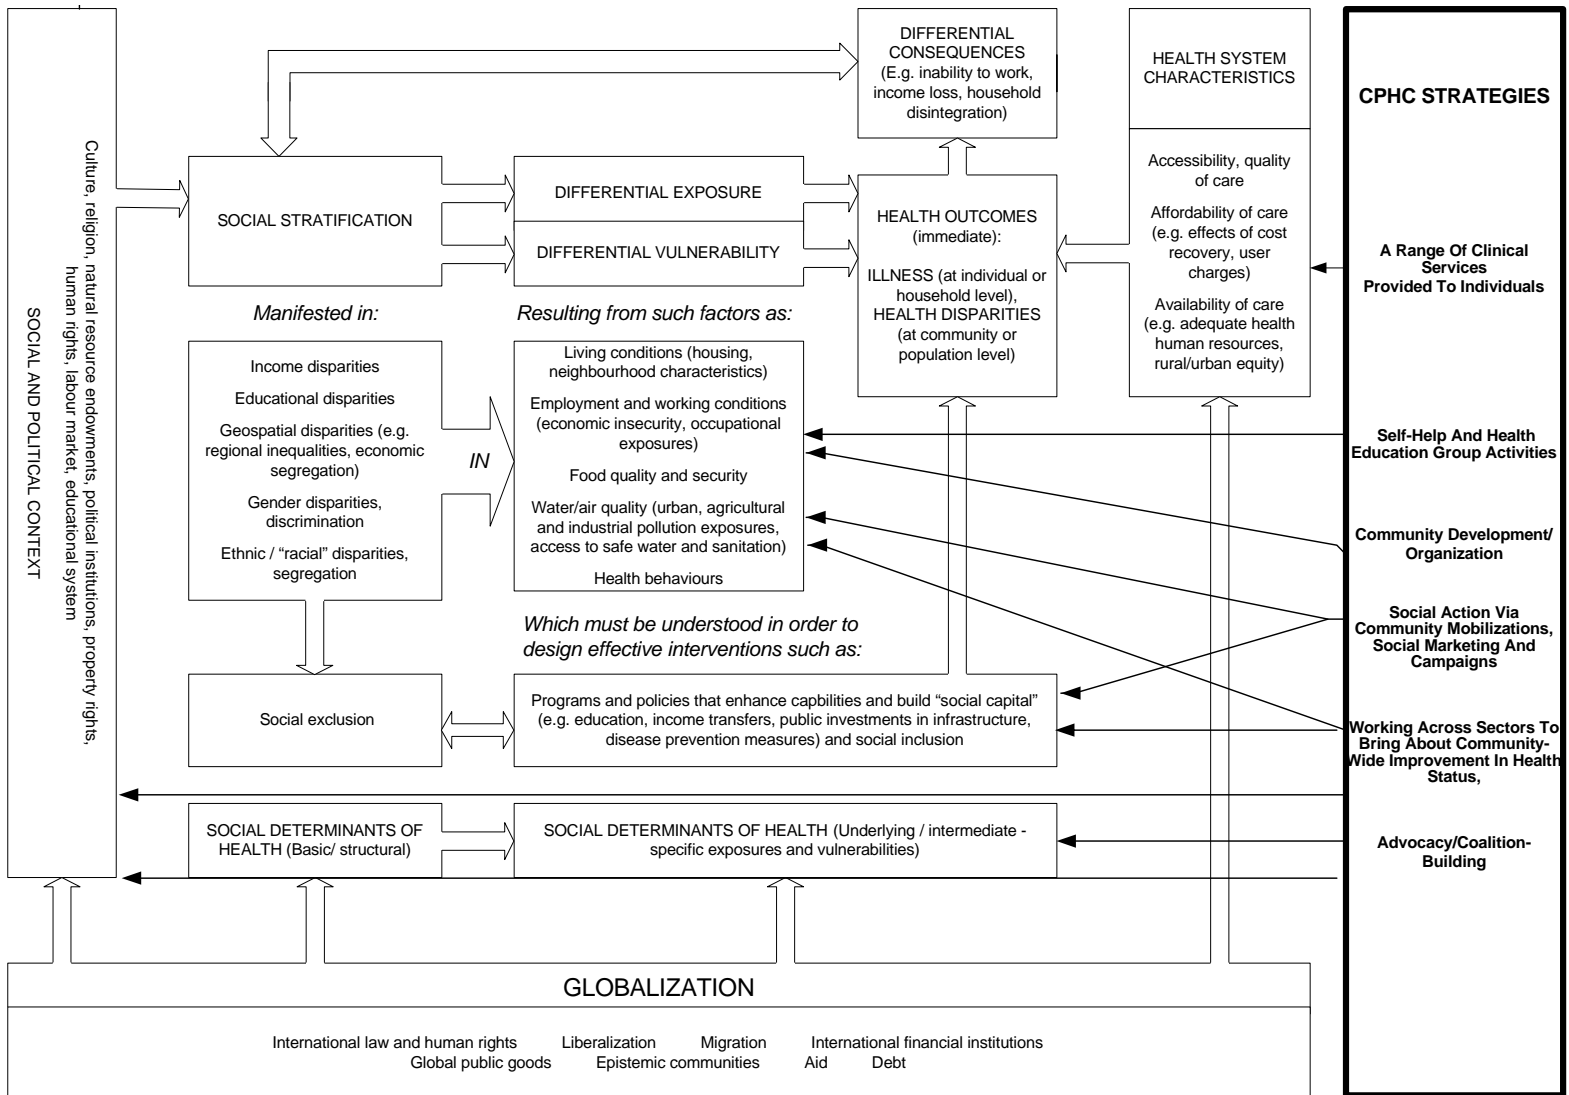 SOCIAL AND POLITICAL CONTEXT
Culture, religion, natural resource endowments, political institutions, property rights,
human rights, labour market, educational system
DIFFERENTIAL
CONSEQUENCES
(E.g. inability to work,
income loss, household
disintegration)
HEALTH SYSTEM
CHARACTERISTICS
Accessibility, quality
of care
Affordability of care
(e.g. effects of cost
recovery, user
charges)
Availability of care
(e.g. adequate health
human resources,
rural/urban equity)
SOCIAL STRATIFICATION
DIFFERENTIAL EXPOSURE
DIFFERENTIAL VULNERABILITY
HEALTH OUTCOMES
(immediate):
ILLNESS (at individual or
household level),
HEALTH DISPARITIES
(at community or
population level)
Manifested in:
Resulting from such factors as:
Income disparities
Educational disparities
Geospatial disparities (e.g.
regional inequalities, economic
segregation)
Gender disparities,
discrimination
Ethnic / “racial” disparities,
segregation
IN
Living conditions (housing,
neighbourhood characteristics)
Employment and working conditions
(economic insecurity, occupational
exposures)
Food quality and security
Water/air quality (urban, agricultural
and industrial pollution exposures,
access to safe water and sanitation)
Health behaviours
Which must be understood in order to
design effective interventions such as:
Social exclusion
Programs and policies that enhance capbilities and build “social capital”
(e.g. education, income transfers, public investments in infrastructure,
disease prevention measures) and social inclusion
SOCIAL DETERMINANTS OF
HEALTH (Basic/ structural)
SOCIAL DETERMINANTS OF HEALTH (Underlying / intermediate -
specific exposures and vulnerabilities)
GLOBALIZATION
International law and human rights Liberalization Migration International financial institutions
Global public goods Epistemic communities Aid Debt
CPHC STRATEGIES
A Range Of Clinical
Services
Provided To Individuals
Self-Help And Health
Education Group Activities
Community Development/
Organization
Social Action Via
Community Mobilizations,
Social Marketing And
Campaigns
Working Across Sectors To
Bring About Community-
Wide Improvement In Health
Status,
Advocacy/Coalition-
Building